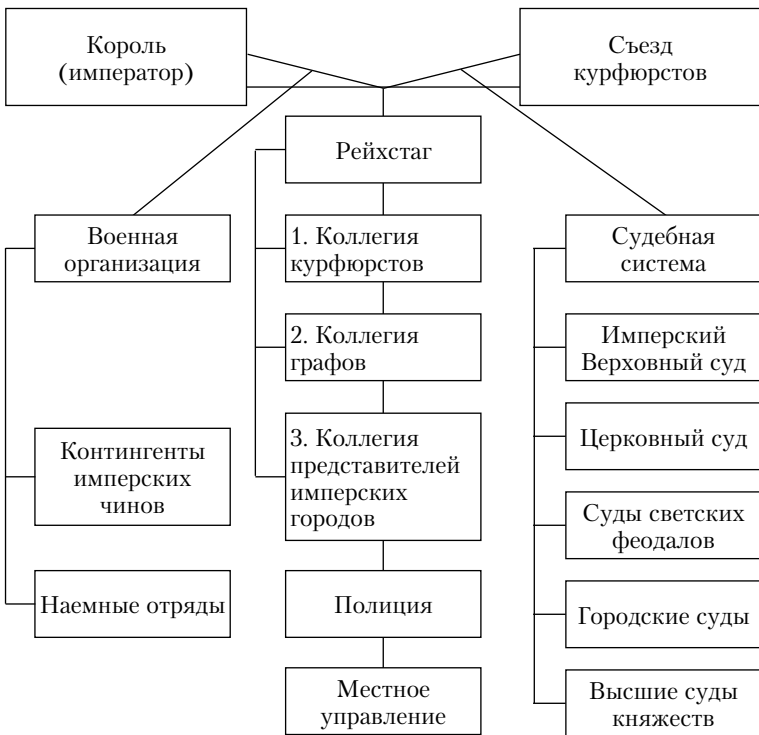 Король
(император)
Съезд
курфюрстов
Рейхстаг
Военная
организация
1. Коллегия
курфюрстов
Судебная
система
2. Коллегия
графов
Имперский
Верховный суд
Контингенты
имперских
чинов
3. Коллегия
представителей
имперских
городов
Церковный суд
Суды светских
феодалов
Наемные отряды
Полиция
Городские суды
Местное
управление
Высшие суды
княжеств